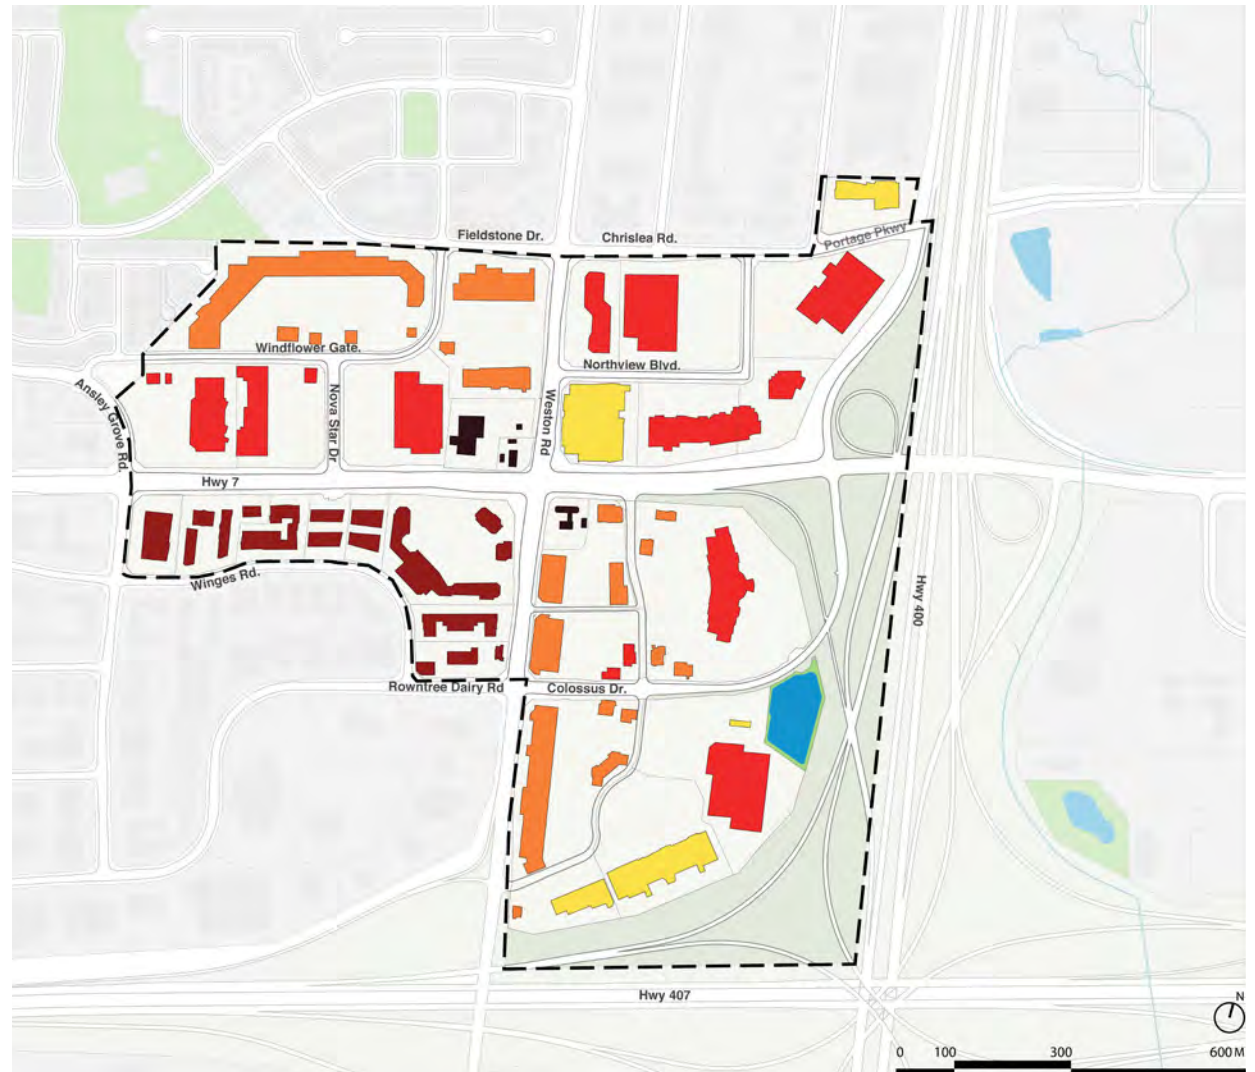 Fieldstone Dr.
Chrislea Rd.
Portage Pkwy
Windflower Gate.
Northview Blvd.
Ansley Grove Rd.
Nova Star Dr
Weston Rd
Hwy 7
Winges Rd.
Hwy 400
Rowntree Dairy Rd
Colossus Dr.
Hwy 407
N
0 100 300 600 M